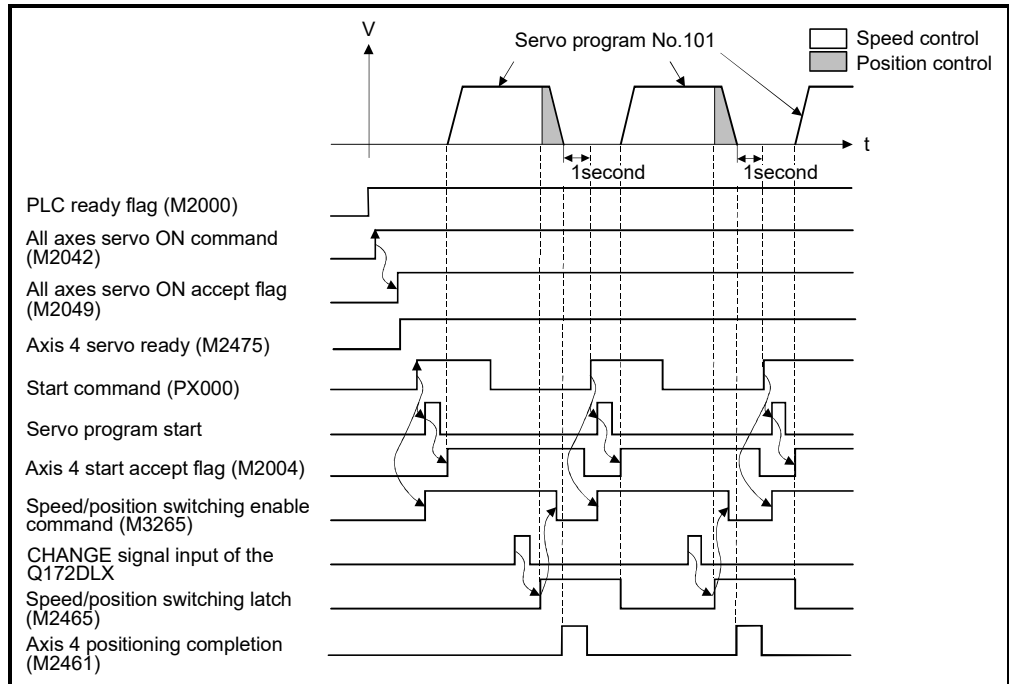 V
Servo program No.101
Speed control
Position control
t
1second
1second
PLC ready flag (M2000)
All axes servo ON command
(M2042)
All axes servo ON accept flag
(M2049)
Axis 4 servo ready (M2475)
Start command (PX000)
Servo program start
Axis 4 start accept flag (M2004)
Speed/position switching enable
command (M3265)
CHANGE signal input of the
Q172DLX
Speed/position switching latch
(M2465)
Axis 4 positioning completion
(M2461)